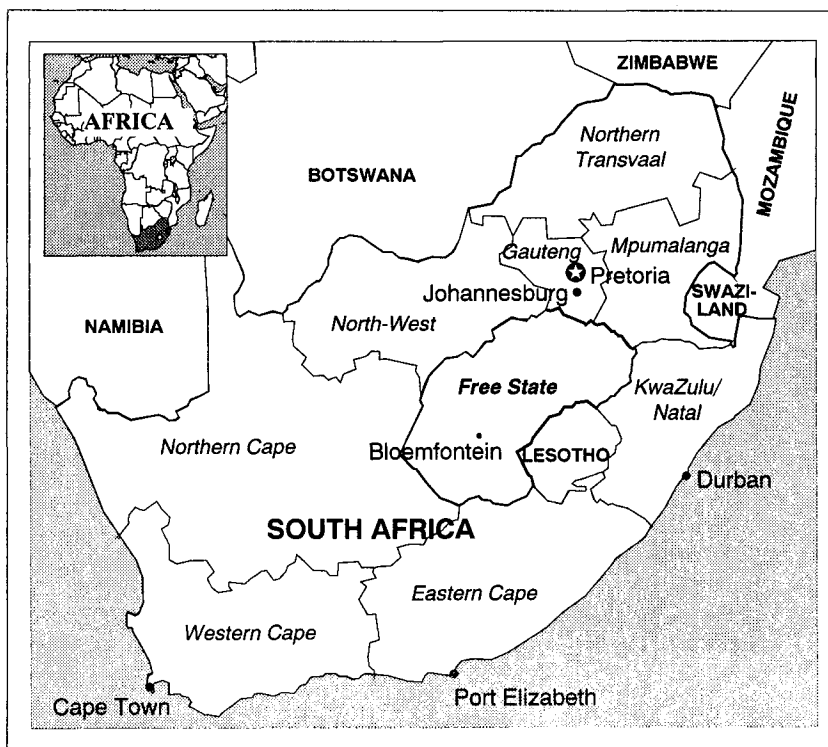 ZIMBABWE
AFRICA
Northern
Transvaal
MOZAMBIQUE
BOTSWANA
Gauteng
Mpumalanga
Pretoria
Johannesburg
SWAZI-
LAND
NAMIBIA
North-West
Free State
KwaZulu/
Natal
Northern Cape
Bloemfontein
LESOTHO
Durban
SOUTH AFRICA
Eastern Cape
Western Cape
Cape Town
Port Elizabeth